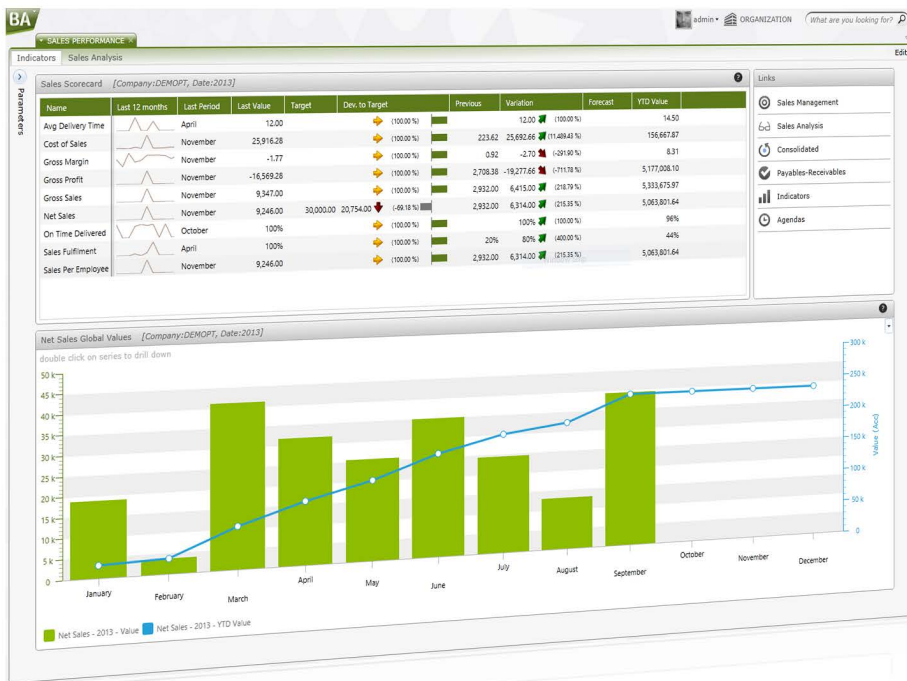 BA
admin
ORGANIZATION
What are you looking for?
SALES PERFORMANCE
Indicators Sales Analysis
Edit
Parameters
Sales Scorecard [Company:DEMOPT, Date:2013]
Name Last 12 months Last Period Last Value Target Dev. to Target Previous Variation Forecast YTD Value
Avg Delivery Time April 12.00 (100.00 %) 12.00 (100.00 %) 14.50
Cost of Sales November 25,916.28 (100.00 %) 223.62 25,692.66 (11,489.43 %) 156,667.87
Gross Margin November -1.77 (100.00 %) 0.92 -2.70 (-291.90 %) 8.31
Gross Profit November -16,569.28 (100.00 %) 2,708.38 -19,277.66 (-711.78 %) 5,177,008.10
Gross Sales November 9,347.00 (100.00 %) 2,932.00 6,415.00 (218.79 %) 5,333,675.97
Net Sales November 9,246.00 30,000.00 20,754.00 (-69.18 %) 2,932.00 6,314.00 (215.35 %) 5,063,801.64
On Time Delivered October 100% (100.00 %) 100% (100.00 %) 96%
Sales Fulfilment April 100% (100.00 %) 20% 80% (400.00 %) 44%
Sales Per Employee November 9,246.00 (100.00 %) 2,932.00 6,314.00 (215.35 %) 5,063,801.64
Links
Sales Management
Sales Analysis
Consolidated
Payables-Receivables
Indicators
Agendas
Net Sales Global Values [Company:DEMOPT, Date:2013]
double click on series to drill down
50 k
45 k
40 k
35 k
30 k
25 k
20 k
15 k
10 k
5 k
0
300 k
250 k
200 k
150 k
100 k
50 k
0
Value (Acc)
January February March April May June July August September October November December
Net Sales - 2013 - Value Net Sales - 2013 - YTD Value